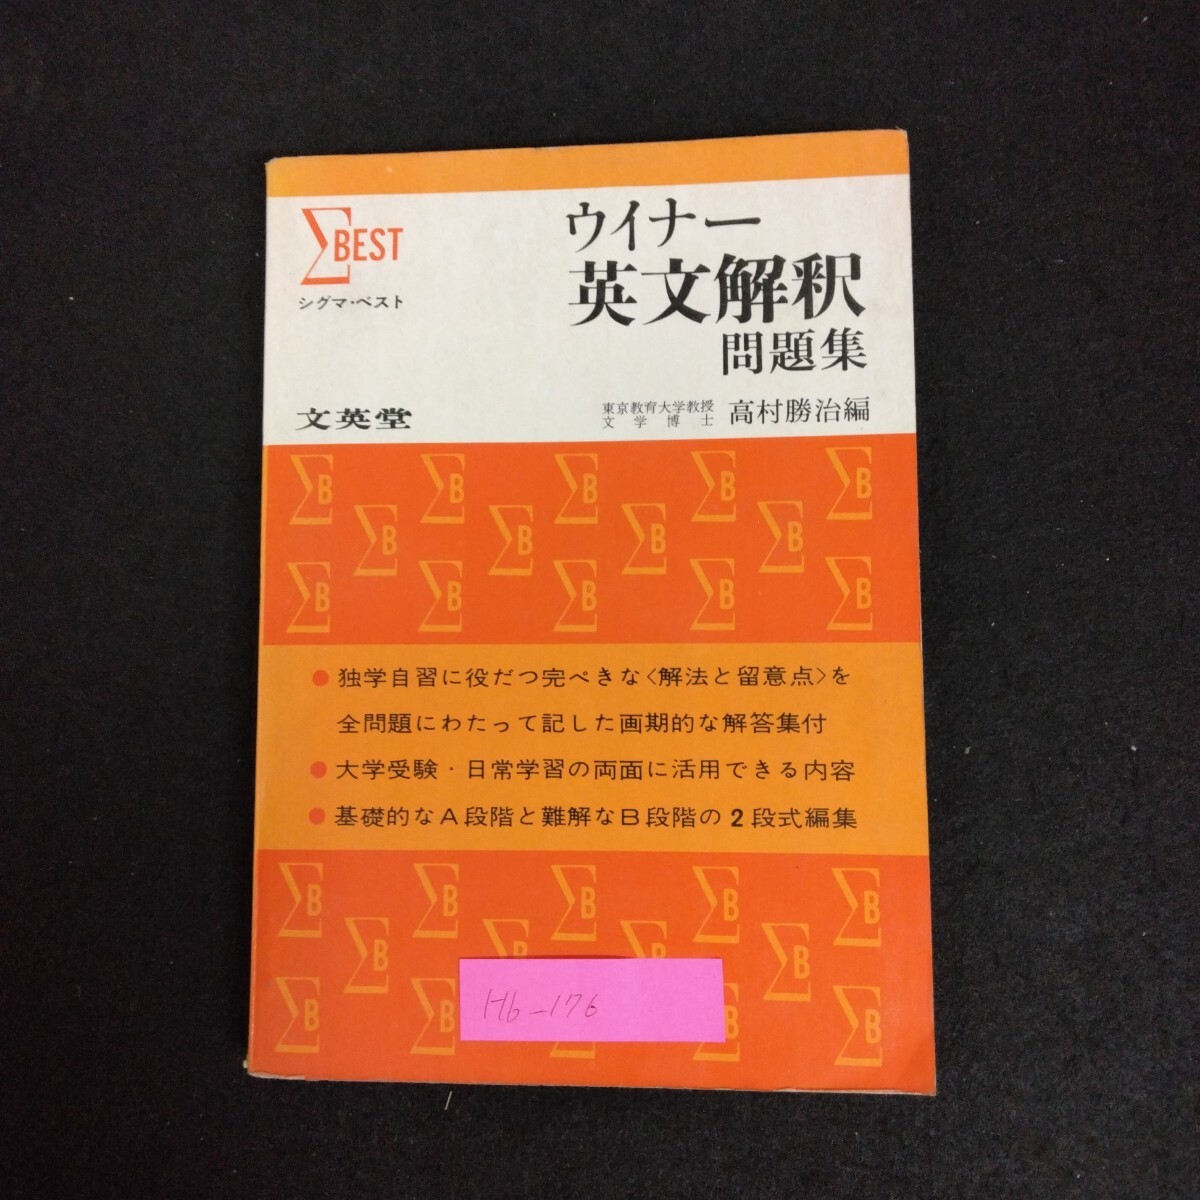 ΣBEST
シグマ・ベスト
ウイナー
英文解釈
問題集
文英堂
東京教育大学教授
文学博士
高村勝治編
●独学自習に役だつ完ぺきな〈解法と留意点〉を
全問題にわたって記した画期的な解答集付
●大学受験・日常学習の両面に活用できる内容
●基礎的なA段階と難解なB段階の2段式編集
Hb-176